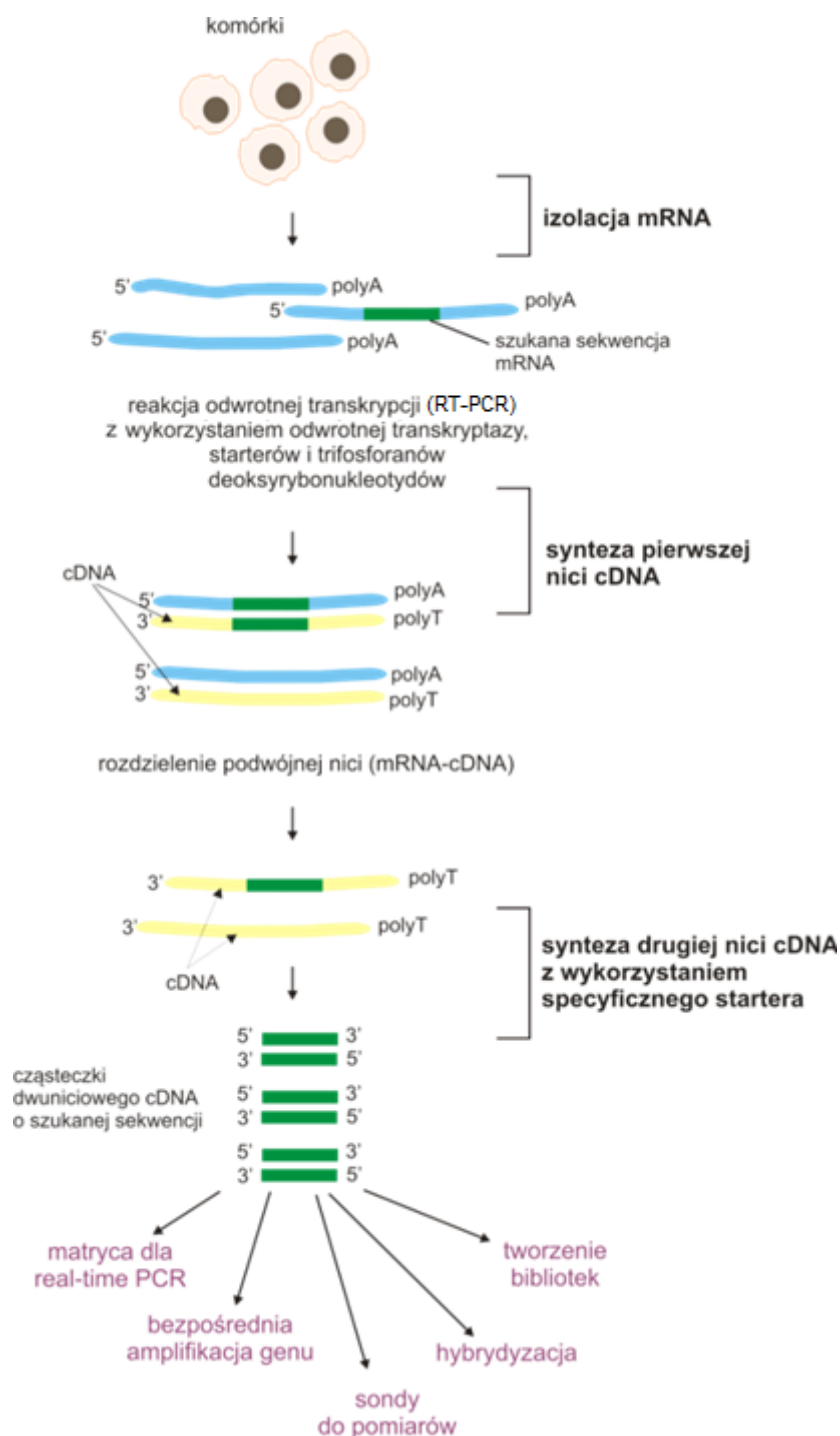 komórki
izolacja mRNA
5' polyA
5' polyA
5' polyA
szukana sekwencja
mRNA
reakcja odwrotnej transkrypcji (RT-PCR)
z wykorzystaniem odwrotnej transkryptazy,
starterów i trifosforanów
deoksyrybonukleotydów
synteza pierwszej
nici cDNA
cDNA
5' polyA
3' polyT
5' polyA
3' polyT
rozdzielenie podwójnej nici (mRNA-cDNA)
3' polyT
3' polyT
cDNA
synteza drugiej nici cDNA
z wykorzystaniem
specyficznego startera
5' 3'
3' 5'
cząsteczki
dwuniciowego cDNA
o szukanej sekwencji
5' 3'
3' 5'
5' 3'
3' 5'
matryca dla
real-time PCR
bezpośrednia
amplifikacja genu
sondy
do pomiarów
hybrydyzacja
tworzenie
bibliotek